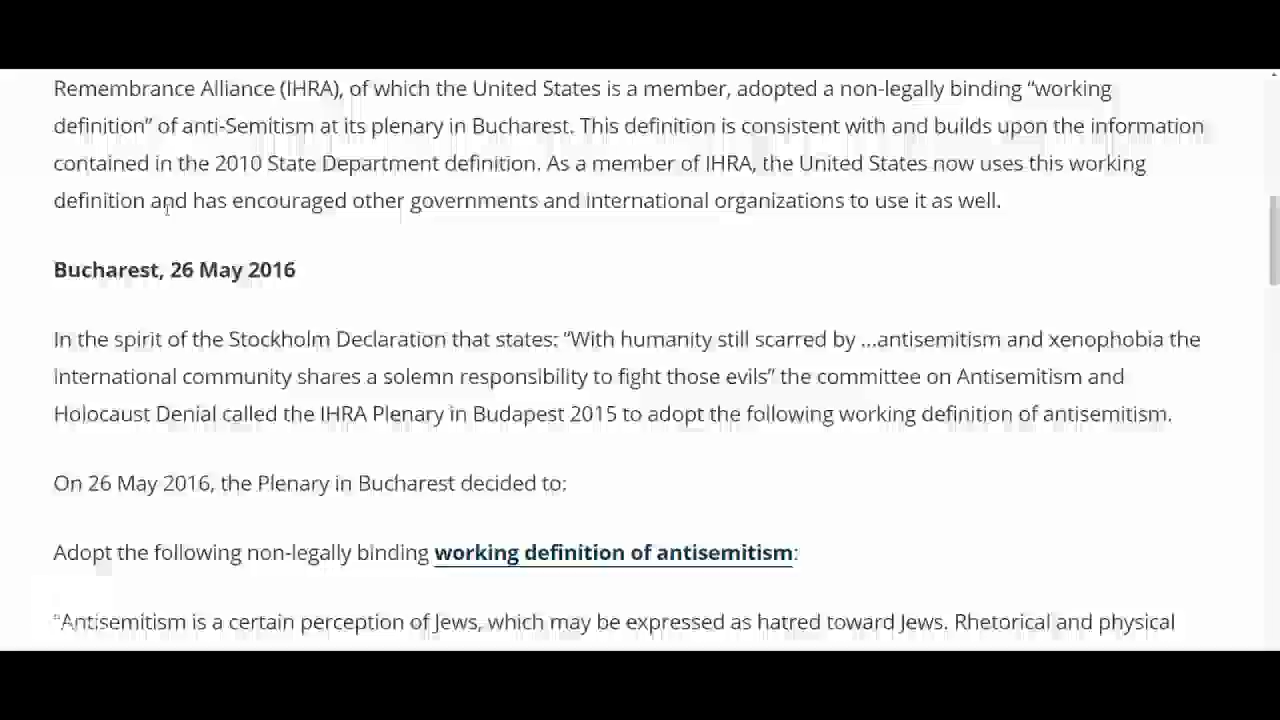 Remembrance Alliance (IHRA), of which the United States is a member, adopted a non-legally binding “working
definition” of anti-Semitism at its plenary in Bucharest. This definition is consistent with and builds upon the information
contained in the 2010 State Department definition. As a member of IHRA, the United States now uses this working
definition and has encouraged other governments and international organizations to use it as well.
Bucharest, 26 May 2016
In the spirit of the Stockholm Declaration that states: “With humanity still scarred by ...antisemitism and xenophobia the
international community shares a solemn responsibility to fight those evils” the committee on Antisemitism and
Holocaust Denial called the IHRA Plenary in Budapest 2015 to adopt the following working definition of antisemitism.
On 26 May 2016, the Plenary in Bucharest decided to:
Adopt the following non-legally binding working definition of antisemitism:
“Antisemitism is a certain perception of Jews, which may be expressed as hatred toward Jews. Rhetorical and physical